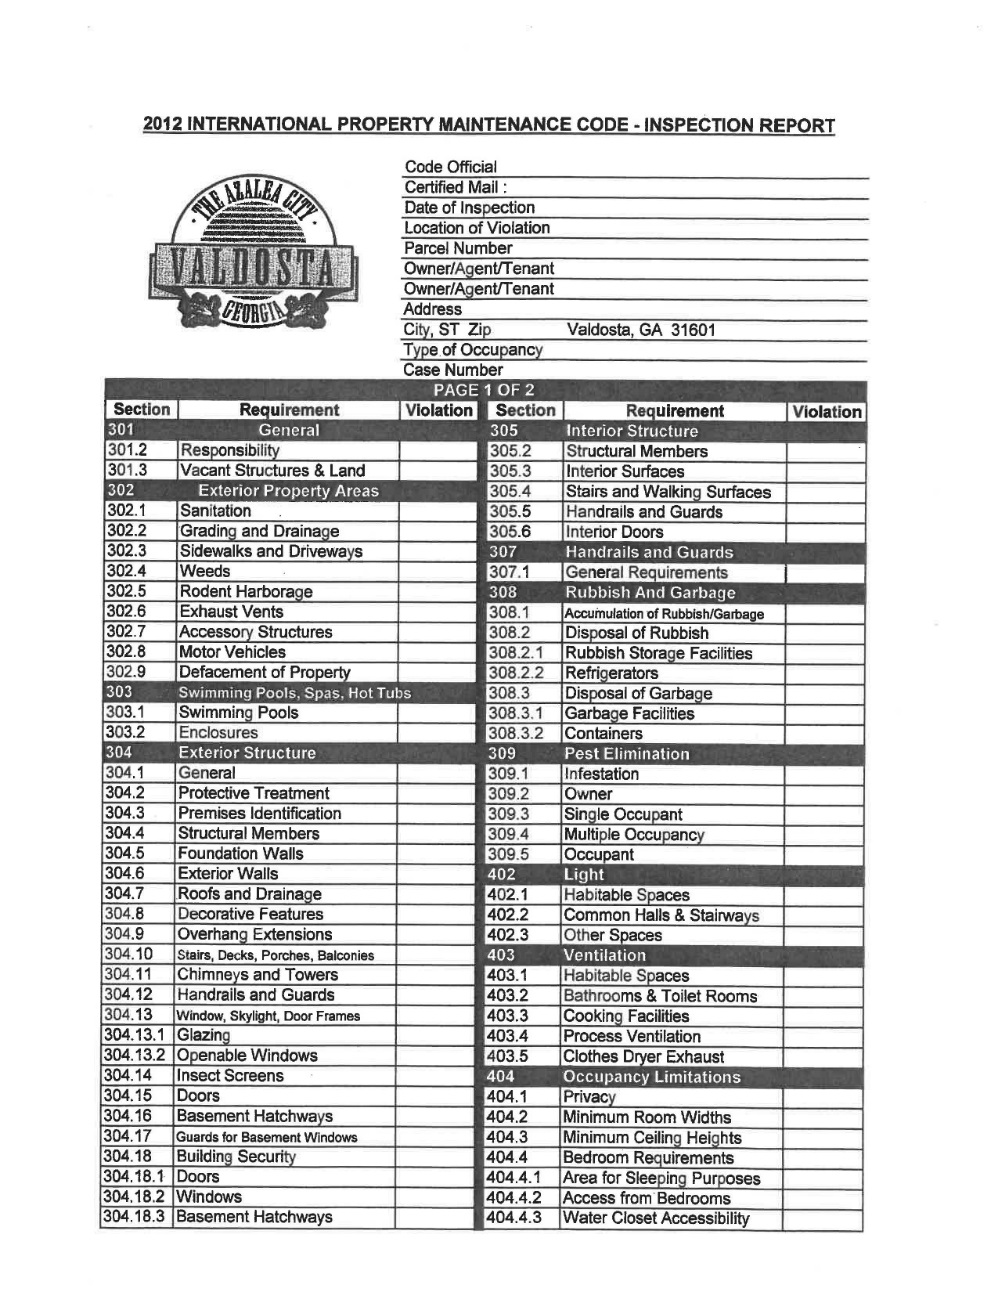 2012 INTERNATIONAL PROPERTY MAINTENANCE CODE - INSPECTION REPORT
THE AZALEA CITY
VALDOSTA
GEORGIA
Code Official
Certified Mail :
Date of Inspection
Location of Violation
Parcel Number
Owner/Agent/Tenant
Owner/Agent/Tenant
Address
City, ST Zip Valdosta, GA 31601
Type of Occupancy
Case Number
PAGE 1 OF 2
Section Requirement Violation Section Requirement Violation
301 General 305 Interior Structure
301.2 Responsibility 305.2 Structural Members
301.3 Vacant Structures & Land 305.3 Interior Surfaces
302 Exterior Property Areas 305.4 Stairs and Walking Surfaces
302.1 Sanitation 305.5 Handrails and Guards
302.2 Grading and Drainage 305.6 Interior Doors
302.3 Sidewalks and Driveways 307 Handrails and Guards
302.4 Weeds 307.1 General Requirements
302.5 Rodent Harborage 308 Rubbish And Garbage
302.6 Exhaust Vents 308.1 Accumulation of Rubbish/Garbage
302.7 Accessory Structures 308.2 Disposal of Rubbish
302.8 Motor Vehicles 308.2.1 Rubbish Storage Facilities
302.9 Defacement of Property 308.2.2 Refrigerators
303 Swimming Pools, Spas, Hot Tubs 308.3 Disposal of Garbage
303.1 Swimming Pools 308.3.1 Garbage Facilities
303.2 Enclosures 308.3.2 Containers
304 Exterior Structure 309 Pest Elimination
304.1 General 309.1 Infestation
304.2 Protective Treatment 309.2 Owner
304.3 Premises Identification 309.3 Single Occupant
304.4 Structural Members 309.4 Multiple Occupancy
304.5 Foundation Walls 309.5 Occupant
304.6 Exterior Walls 402 Light
304.7 Roofs and Drainage 402.1 Habitable Spaces
304.8 Decorative Features 402.2 Common Halls & Stairways
304.9 Overhang Extensions 402.3 Other Spaces
304.10 Stairs, Decks, Porches, Balconies 403 Ventilation
304.11 Chimneys and Towers 403.1 Habitable Spaces
304.12 Handrails and Guards 403.2 Bathrooms & Toilet Rooms
304.13 Window, Skylight, Door Frames 403.3 Cooking Facilities
304.13.1 Glazing 403.4 Process Ventilation
304.13.2 Openable Windows 403.5 Clothes Dryer Exhaust
304.14 Insect Screens 404 Occupancy Limitations
304.15 Doors 404.1 Privacy
304.16 Basement Hatchways 404.2 Minimum Room Widths
304.17 Guards for Basement Windows 404.3 Minimum Ceiling Heights
304.18 Building Security 404.4 Bedroom Requirements
304.18.1 Doors 404.4.1 Area for Sleeping Purposes
304.18.2 Windows 404.4.2 Access from Bedrooms
304.18.3 Basement Hatchways 404.4.3 Water Closet Accessibility